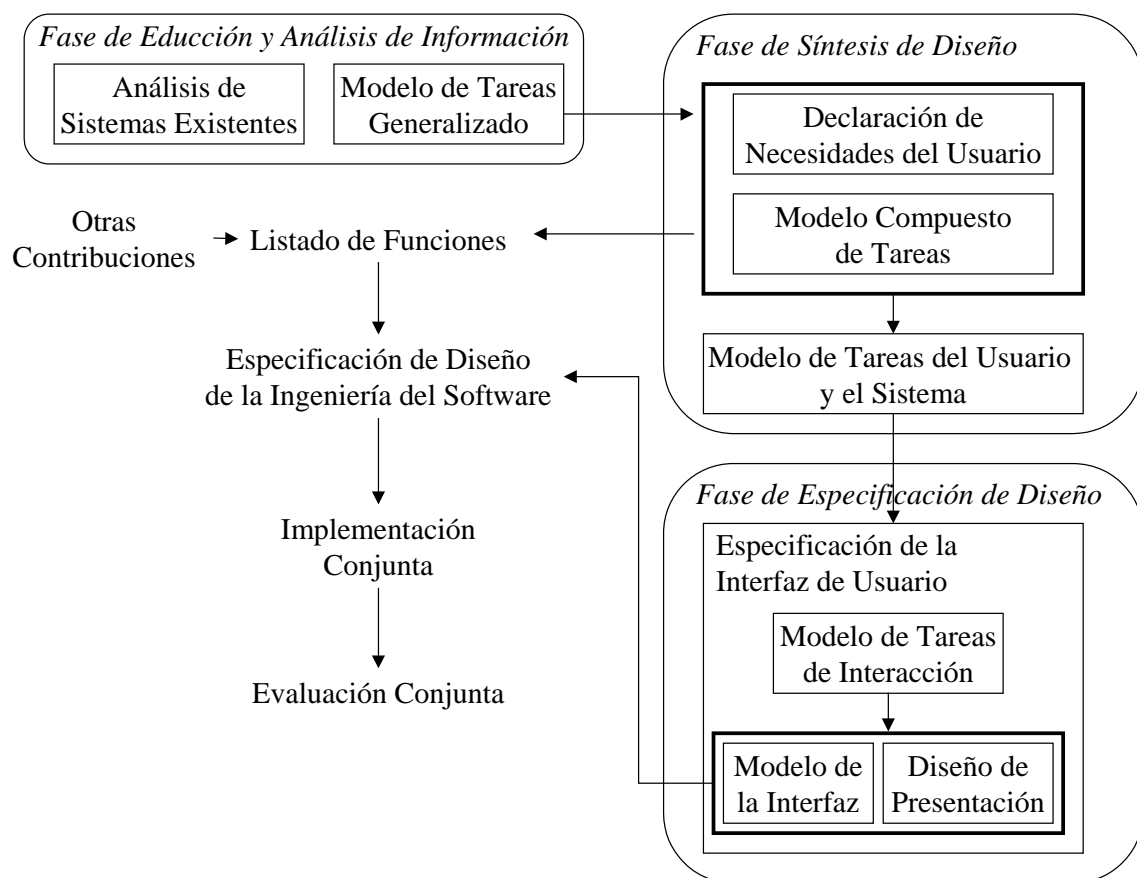 Fase de Educción y Análisis de Información
Análisis de
Sistemas Existentes
Modelo de Tareas
Generalizado
Fase de Síntesis de Diseño
Declaración de
Necesidades del Usuario
Modelo Compuesto
de Tareas
Otras
Contribuciones
Listado de Funciones
Modelo de Tareas del Usuario
y el Sistema
Especificación de Diseño
de la Ingeniería del Software
Fase de Especificación de Diseño
Especificación de la
Interfaz de Usuario
Implementación
Conjunta
Modelo de Tareas
de Interacción
Evaluación Conjunta
Modelo de
la Interfaz
Diseño de
Presentación